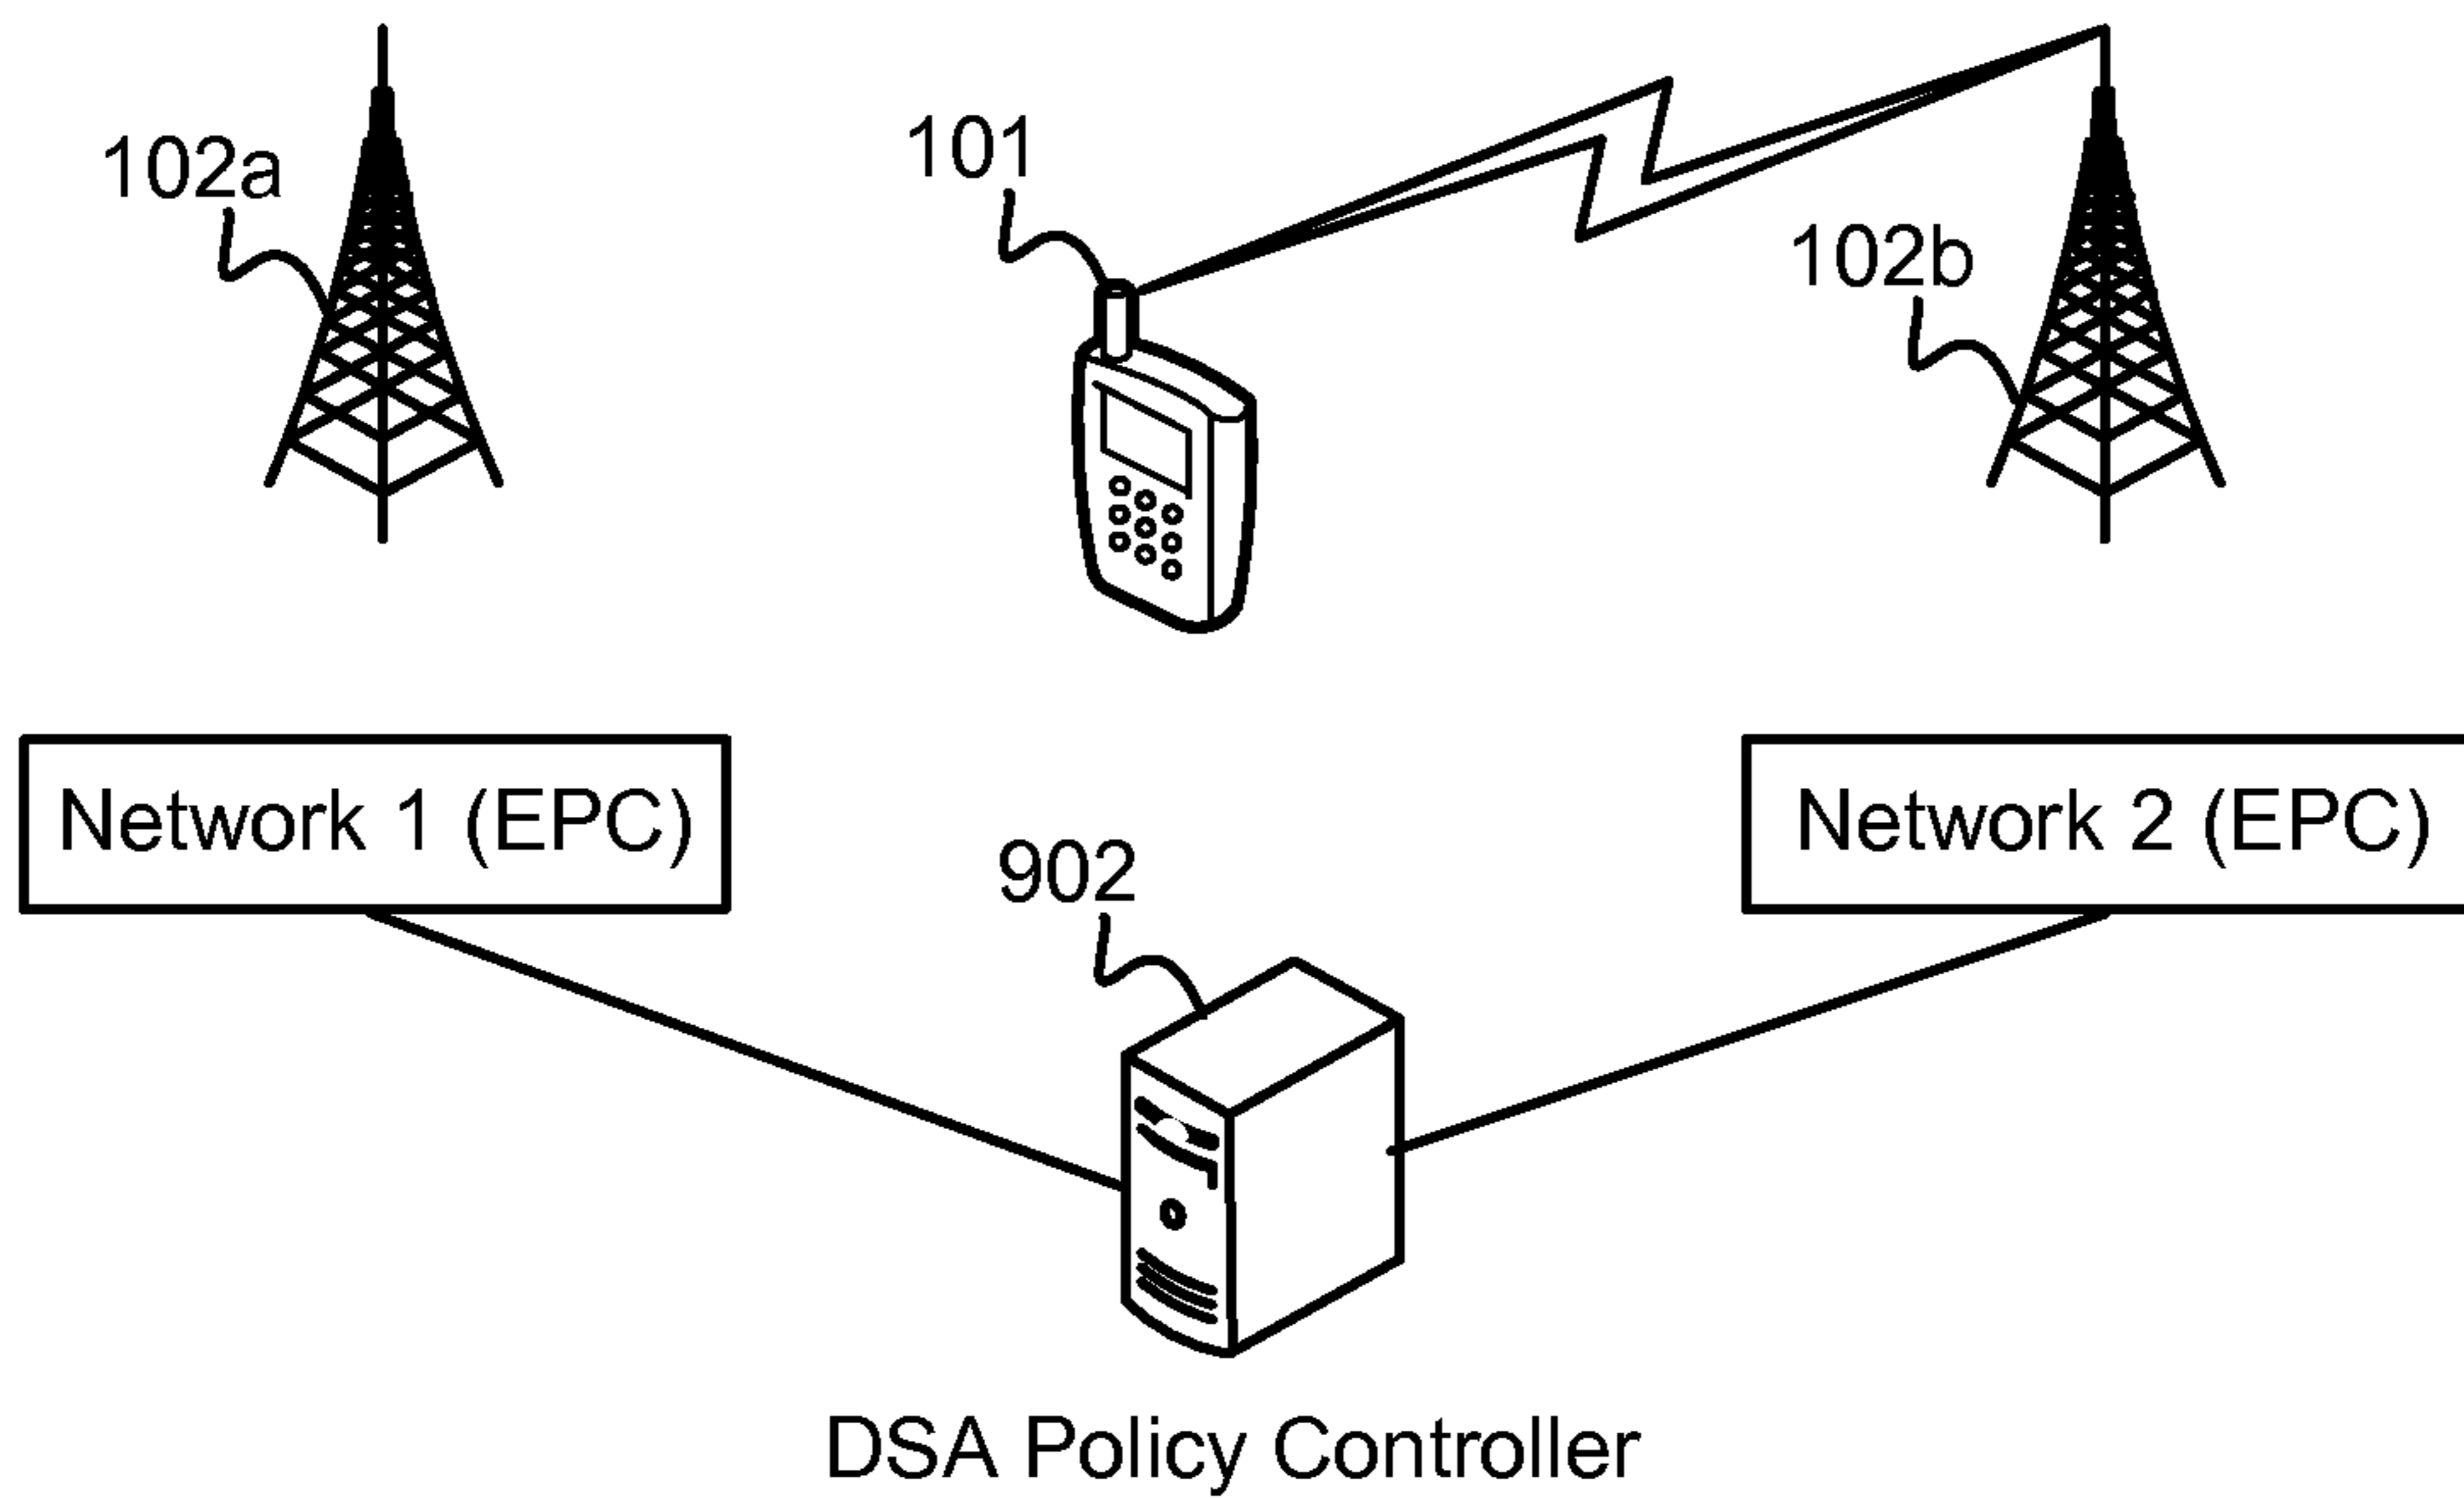 102a
101
102b
Network 1 (EPC)
Network 2 (EPC)
902
DSA Policy Controller